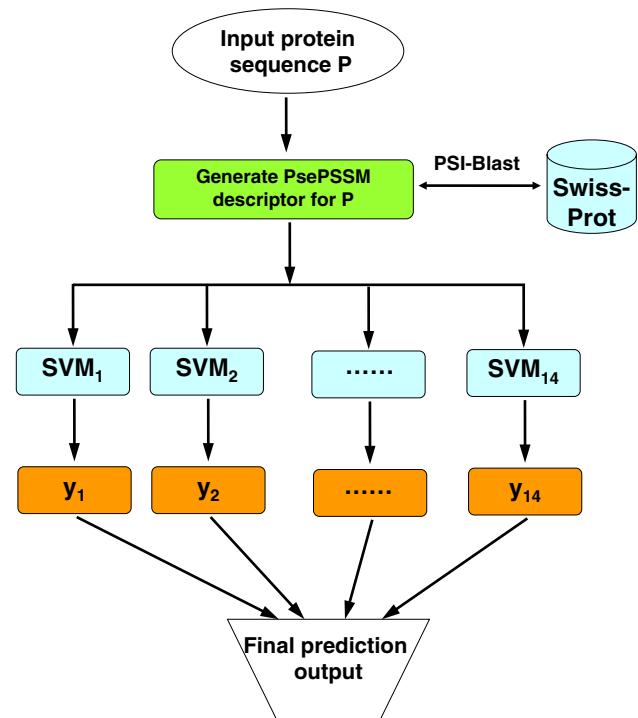 Input protein
sequence P
PSI-Blast
Generate PsePSSM
descriptor for P
Swiss-
Prot
SVM₁
SVM₂
······
SVM₁₄
y₁
y₂
······
y₁₄
Final prediction
output